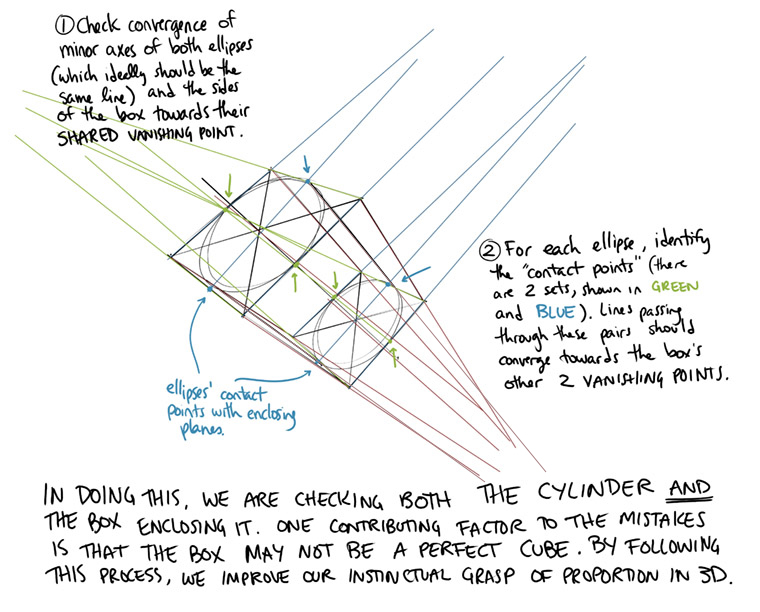 ① Check convergence of
minor axes of both ellipses
(which ideally should be the
same line) and the sides
of the box towards their
SHARED VANISHING POINT.
② For each ellipse, identify
the "contact points" (there
are 2 sets, shown in GREEN
and BLUE). Lines passing
through these pairs should
converge towards the box's
other 2 VANISHING POINTS.
ellipses' contact
points with enclosing
planes.
IN DOING THIS, WE ARE CHECKING BOTH THE CYLINDER AND
THE BOX ENCLOSING IT. ONE CONTRIBUTING FACTOR TO THE MISTAKES
IS THAT THE BOX MAY NOT BE A PERFECT CUBE. BY FOLLOWING
THIS PROCESS, WE IMPROVE OUR INSTINCTUAL GRASP OF PROPORTION IN 3D.